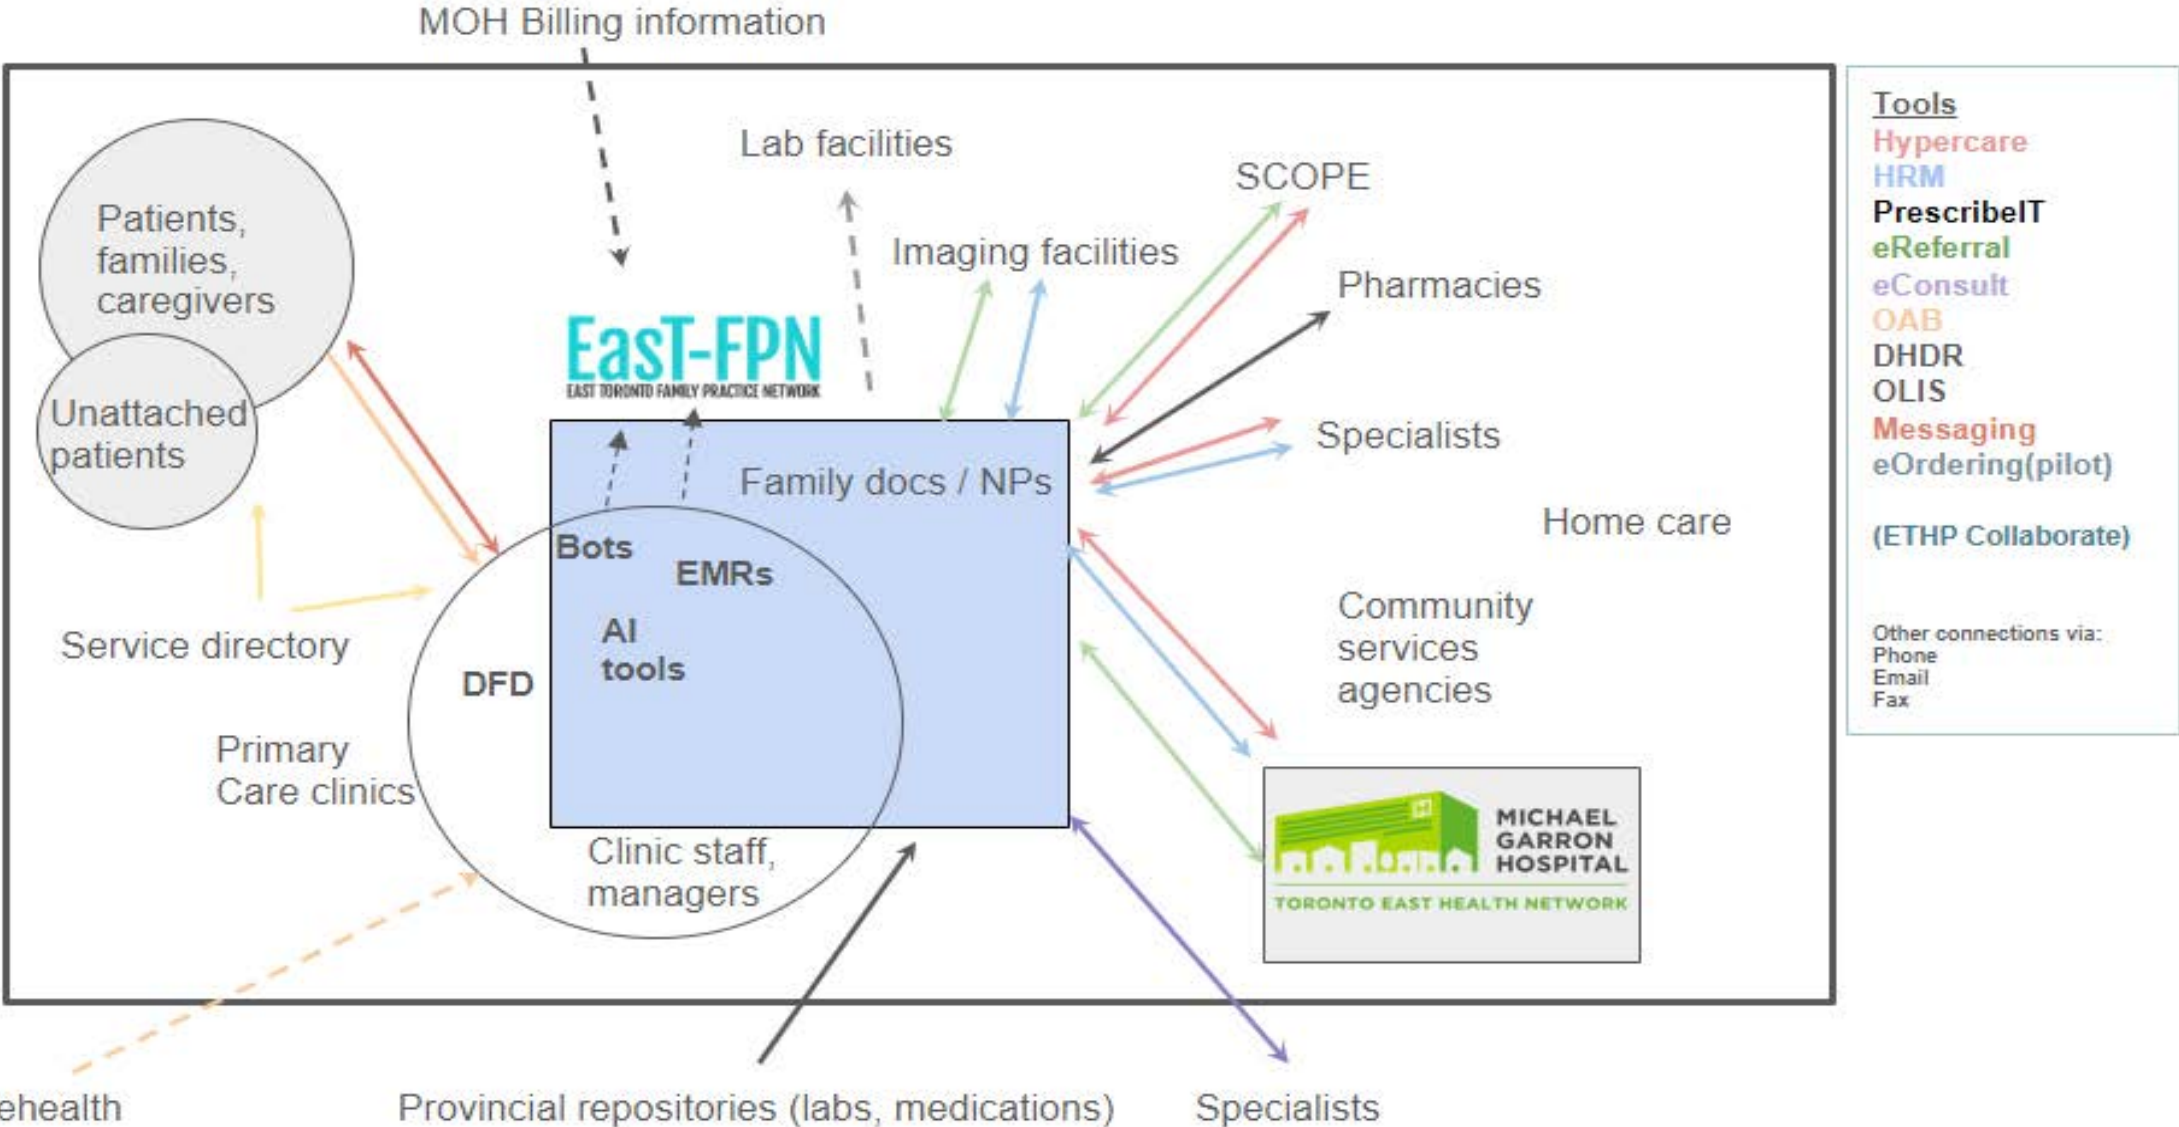 MOH Billing information
Lab facilities
SCOPE
Imaging facilities
Pharmacies
Patients,
families,
caregivers
Unattached
patients
EasT-FPN
EAST TORONTO FAMILY PRACTICE NETWORK
Family docs / NPs
Specialists
Home care
Bots
EMRs
AI
tools
DFD
Service directory
Primary
Care clinics
Clinic staff,
managers
Community
services
agencies
MICHAEL
GARRON
HOSPITAL
TORONTO EAST HEALTH NETWORK
ehealth
Provincial repositories (labs, medications)
Specialists
Tools
Hypercare
HRM
PrescribeIT
eReferral
eConsult
OAB
DHDR
OLIS
Messaging
eOrdering(pilot)
(ETHP Collaborate)
Other connections via:
Phone
Email
Fax